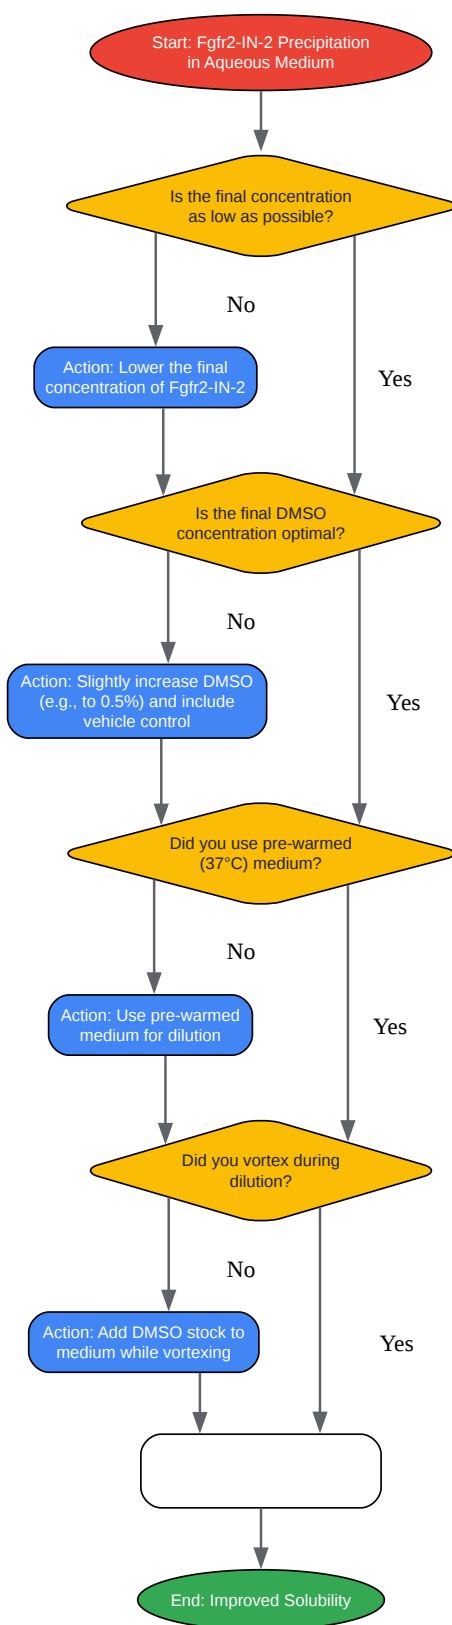 Start: Fgfr2-IN-2 Precipitation
in Aqueous Medium
Is the final concentration
as low as possible?
No
Yes
Action: Lower the final
concentration of Fgfr2-IN-2
Is the final DMSO
concentration optimal?
No
Yes
Action: Slightly increase DMSO
(e.g., to 0.5%) and include
vehicle control
Did you use pre-warmed
(37°C) medium?
No
Yes
Action: Use pre-warmed
medium for dilution
Did you vortex during
dilution?
No
Yes
Action: Add DMSO stock to
medium while vortexing
End: Improved Solubility